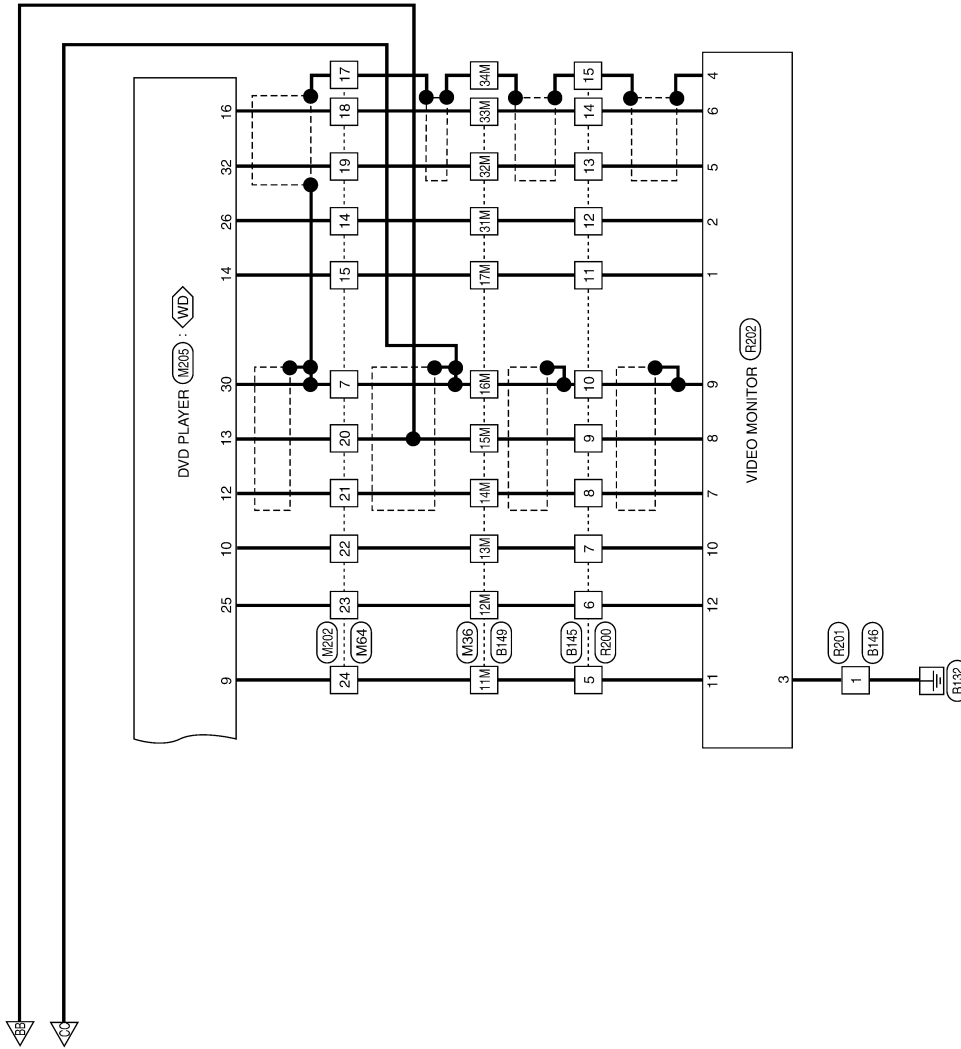 BB
CC
DVD PLAYER M205 : WD
16 18 33M 14 6
17 34M 15 4
32 19 32M 13 5
26 14 31M 12 2
14 15 17M 11 1
30 7 16M 10 9
13 20 15M 9 8
12 21 14M 8 7
10 22 13M 7 10
25 23 12M 6 12
M202 M64
M36 B149
B145 R200
9 24 11M 5 11
VIDEO MONITOR R202
3 1
R201 B146
B132